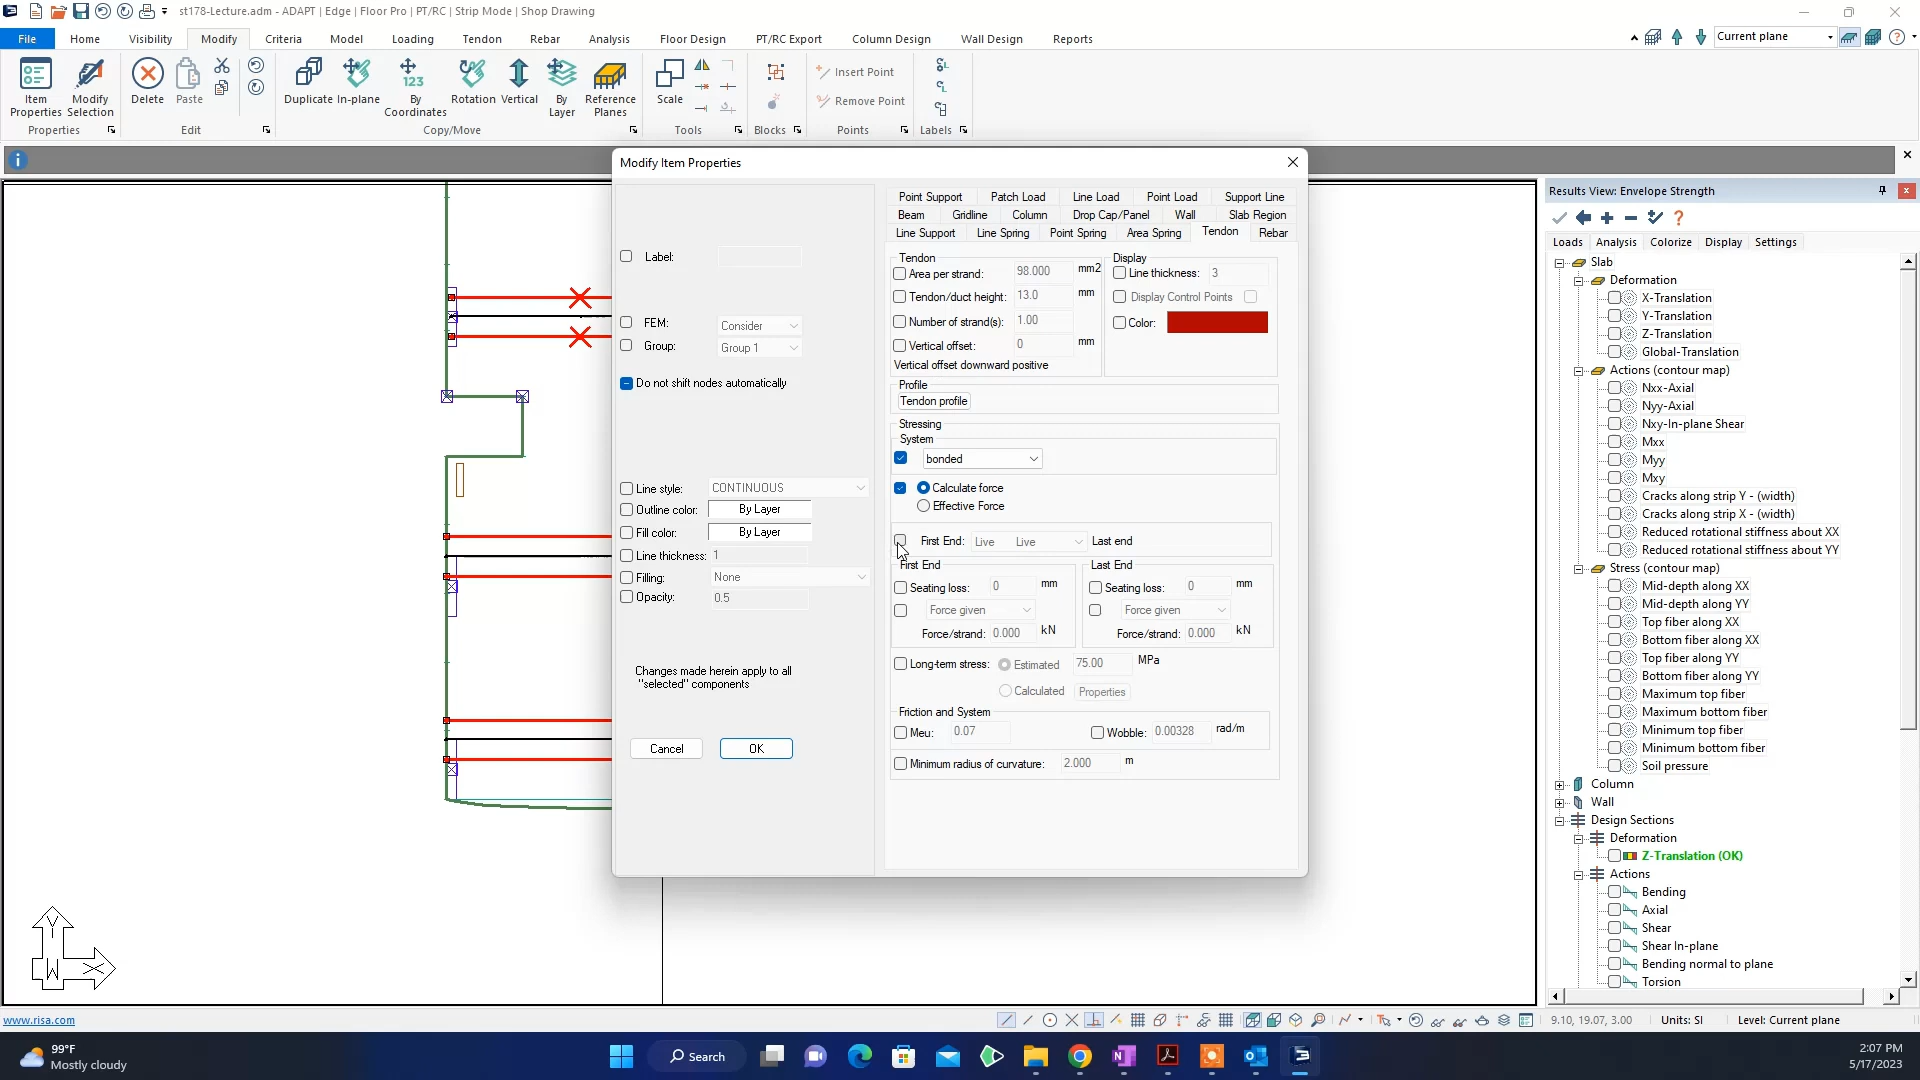 st178-Lecture.adm - ADAPT | Edge | Floor Pro | PT/RC | Strip Mode | Shop Drawing
File Home Visibility Modify Criteria Model Loading Tendon Rebar Analysis Floor Design PT/RC Export Column Design Wall Design Reports
Current plane
Item Properties
Modify Selection
Delete
Paste
Duplicate
In-plane
By Coordinates
Rotation
Vertical
By Layer
Reference Planes
Scale
Insert Point
Remove Point
Properties Edit Copy/Move Tools Blocks Points Labels
Modify Item Properties
Label:
FEM: Consider
Group: Group 1
Do not shift nodes automatically
Line style: CONTINUOUS
Outline color: By Layer
Fill color: By Layer
Line thickness: 1
Filling: None
Opacity: 0.5
Changes made herein apply to all
"selected" components
Cancel OK
Point Support Patch Load Line Load Point Load Support Line
Beam Gridline Column Drop Cap/Panel Wall Slab Region
Line Support Line Spring Point Spring Area Spring Tendon Rebar
Tendon
Area per strand: 98.000 mm2
Tendon/duct height: 13.0 mm
Number of strand(s): 1.00
Vertical offset: 0 mm
Vertical offset downward positive
Display
Line thickness: 3
Display Control Points
Color:
Profile
Tendon profile
Stressing
System
bonded
Calculate force
Effective Force
First End: Live Live Last end
First End
Seating loss: 0 mm
Force given
Force/strand: 0.000 kN
Last End
Seating loss: 0 mm
Force given
Force/strand: 0.000 kN
Long-term stress: Estimated 75.00 MPa
Calculated Properties
Friction and System
Meu: 0.07 Wobble: 0.00328 rad/m
Minimum radius of curvature: 2.000 m
Results View: Envelope Strength
Loads Analysis Colorize Display Settings
Slab
Deformation
X-Translation
Y-Translation
Z-Translation
Global-Translation
Actions (contour map)
Nxx-Axial
Nyy-Axial
Nxy-In-plane Shear
Mxx
Myy
Mxy
Cracks along strip Y - (width)
Cracks along strip X - (width)
Reduced rotational stiffness about XX
Reduced rotational stiffness about YY
Stress (contour map)
Mid-depth along XX
Mid-depth along YY
Top fiber along XX
Bottom fiber along XX
Top fiber along YY
Bottom fiber along YY
Maximum top fiber
Maximum bottom fiber
Minimum top fiber
Minimum bottom fiber
Soil pressure
Column
Wall
Design Sections
Deformation
Z-Translation (OK)
Actions
Bending
Axial
Shear
Shear In-plane
Bending normal to plane
Torsion
Y
W X
www.risa.com
9.10, 19.07, 3.00 Units: SI Level: Current plane
99°F
Mostly cloudy
Search
2:07 PM
5/17/2023